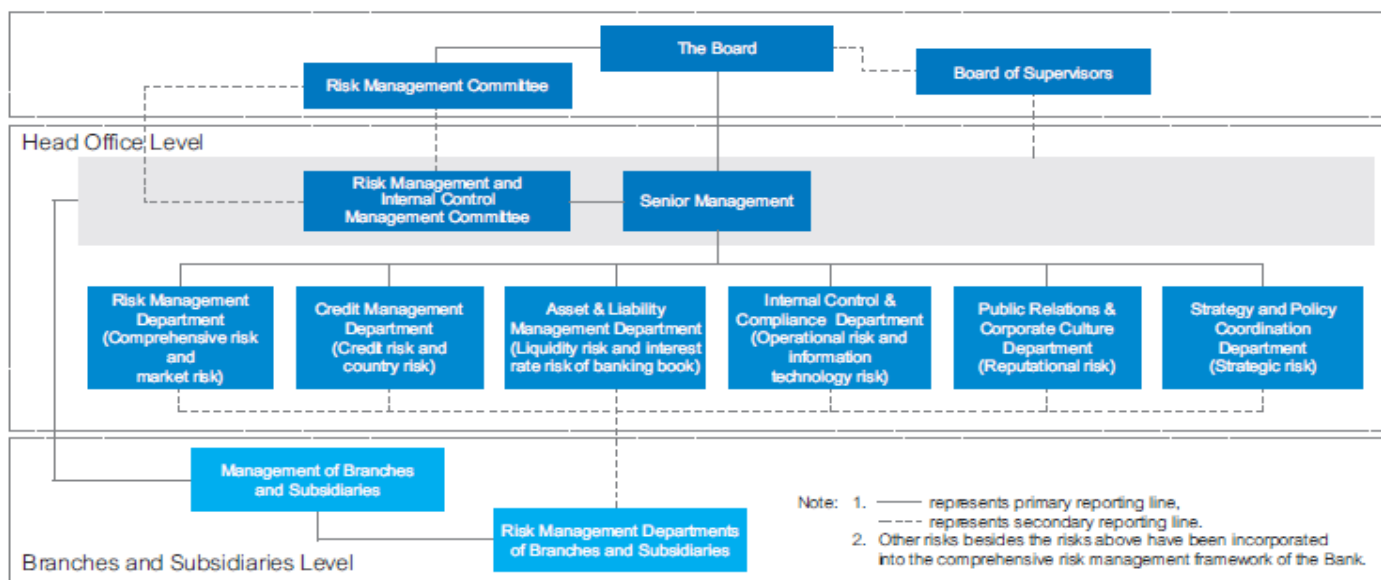 The Board
Risk Management Committee
Board of Supervisors
Head Office Level
Risk Management and
Internal Control
Management Committee
Senior Management
Risk Management
Department
(Comprehensive risk
and
market risk)
Credit Management
Department
(Credit risk and
country risk)
Asset & Liability
Management Department
(Liquidity risk and interest
rate risk of banking book)
Internal Control &
Compliance Department
(Operational risk and
information
technology risk)
Public Relations &
Corporate Culture
Department
(Reputational risk)
Strategy and Policy
Coordination
Department
(Strategic risk)
Management of Branches
and Subsidiaries
Risk Management Departments
of Branches and Subsidiaries
Branches and Subsidiaries Level
Note: 1. represents primary reporting line,
represents secondary reporting line.
2. Other risks besides the risks above have been incorporated
into the comprehensive risk management framework of the Bank.